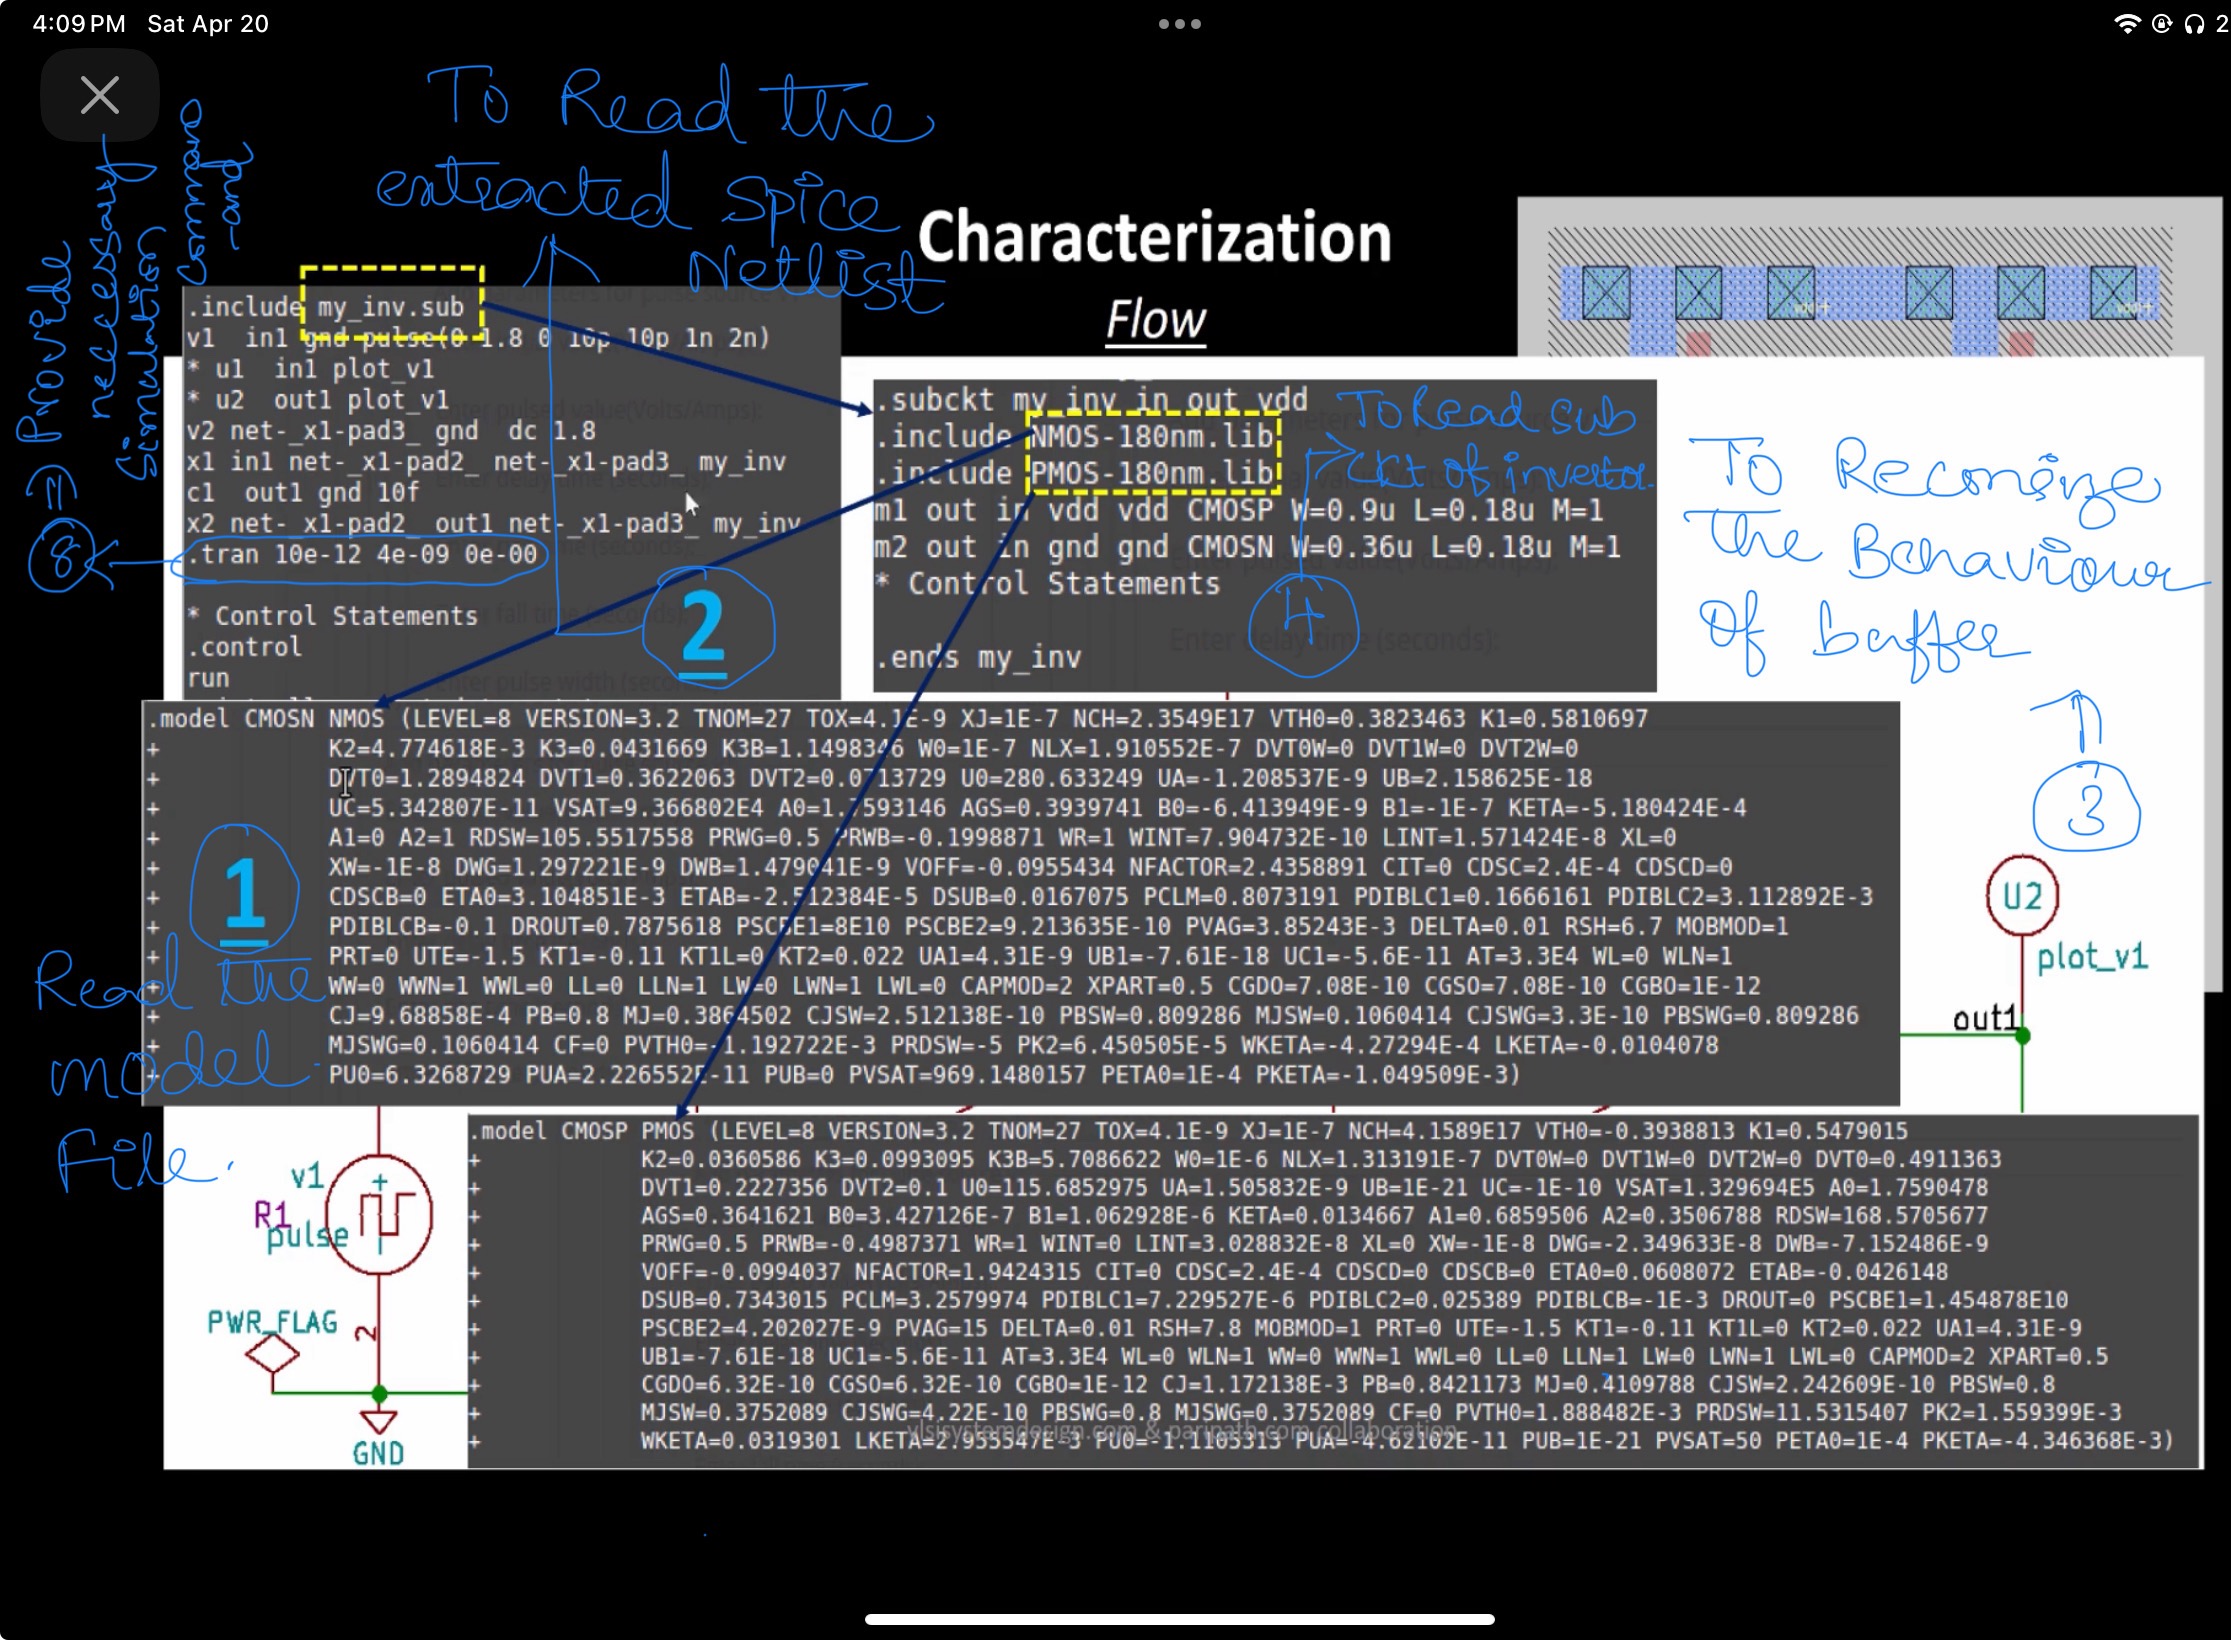 4:09 PM Sat Apr 20
To Read the
extracted Spice
Netlist
Provide
necessary
Simulation
command
8
Characterization
Flow
.include my_inv.sub
v1 in1 gnd pulse(0 1.8 0 10p 10p 1n 2n)
* u1 in1 plot_v1
* u2 out1 plot_v1
v2 net-_x1-pad3_ gnd dc 1.8
x1 in1 net-_x1-pad2_ net-_x1-pad3_ my_inv
c1 out1 gnd 10f
x2 net-_x1-pad2_ out1 net-_x1-pad3_ my_inv
.tran 10e-12 4e-09 0e-00
* Control Statements
.control
run
2
.subckt my_inv in out vdd
.include NMOS-180nm.lib
.include PMOS-180nm.lib
m1 out in vdd vdd CMOSP W=0.9u L=0.18u M=1
m2 out in gnd gnd CMOSN W=0.36u L=0.18u M=1
* Control Statements
.ends my_inv
To Read sub
ckt of invertor.
4
To Reconize
The Behaviour
Of buffer
3
.model CMOSN NMOS (LEVEL=8 VERSION=3.2 TNOM=27 TOX=4.1E-9 XJ=1E-7 NCH=2.3549E17 VTH0=0.3823463 K1=0.5810697
+ K2=4.774618E-3 K3=0.0431669 K3B=1.1498346 W0=1E-7 NLX=1.910552E-7 DVT0W=0 DVT1W=0 DVT2W=0
+ DVT0=1.2894824 DVT1=0.3622063 DVT2=0.0713729 U0=280.633249 UA=-1.208537E-9 UB=2.158625E-18
+ UC=5.342807E-11 VSAT=9.366802E4 A0=1.7593146 AGS=0.3939741 B0=-6.413949E-9 B1=-1E-7 KETA=-5.180424E-4
+ A1=0 A2=1 RDSW=105.5517558 PRWG=0.5 PRWB=-0.1998871 WR=1 WINT=7.904732E-10 LINT=1.571424E-8 XL=0
+ XW=-1E-8 DWG=1.297221E-9 DWB=1.479041E-9 VOFF=-0.0955434 NFACTOR=2.4358891 CIT=0 CDSC=2.4E-4 CDSCD=0
+ CDSCB=0 ETA0=3.104851E-3 ETAB=-2.512384E-5 DSUB=0.0167075 PCLM=0.8073191 PDIBLC1=0.1666161 PDIBLC2=3.112892E-3
+ PDIBLCB=-0.1 DROUT=0.7875618 PSCBE1=8E10 PSCBE2=9.213635E-10 PVAG=3.85243E-3 DELTA=0.01 RSH=6.7 MOBMOD=1
+ PRT=0 UTE=-1.5 KT1=-0.11 KT1L=0 KT2=0.022 UA1=4.31E-9 UB1=-7.61E-18 UC1=-5.6E-11 AT=3.3E4 WL=0 WLN=1
+ WW=0 WWN=1 WWL=0 LL=0 LLN=1 LW=0 LWN=1 LWL=0 CAPMOD=2 XPART=0.5 CGDO=7.08E-10 CGSO=7.08E-10 CGBO=1E-12
+ CJ=9.68858E-4 PB=0.8 MJ=0.3864502 CJSW=2.512138E-10 PBSW=0.809286 MJSW=0.1060414 CJSWG=3.3E-10 PBSWG=0.809286
+ MJSWG=0.1060414 CF=0 PVTH0=-1.192722E-3 PRDSW=-5 PK2=6.450505E-5 WKETA=-4.27294E-4 LKETA=-0.0104078
+ PU0=6.3268729 PUA=2.226552E-11 PUB=0 PVSAT=969.1480157 PETA0=1E-4 PKETA=-1.049509E-3)
1
Read the
model
File.
U2
plot_v1
out1
v1
R1
pulse
PWR_FLAG
2
GND
.model CMOSP PMOS (LEVEL=8 VERSION=3.2 TNOM=27 TOX=4.1E-9 XJ=1E-7 NCH=4.1589E17 VTH0=-0.3938813 K1=0.5479015
+ K2=0.0360586 K3=0.0993095 K3B=5.7086622 W0=1E-6 NLX=1.313191E-7 DVT0W=0 DVT1W=0 DVT2W=0 DVT0=0.4911363
+ DVT1=0.2227356 DVT2=0.1 U0=115.6852975 UA=1.505832E-9 UB=1E-21 UC=-1E-10 VSAT=1.329694E5 A0=1.7590478
+ AGS=0.3641621 B0=3.427126E-7 B1=1.062928E-6 KETA=0.0134667 A1=0.6859506 A2=0.3506788 RDSW=168.5705677
+ PRWG=0.5 PRWB=-0.4987371 WR=1 WINT=0 LINT=3.028832E-8 XL=0 XW=-1E-8 DWG=-2.349633E-8 DWB=-7.152486E-9
+ VOFF=-0.0994037 NFACTOR=1.9424315 CIT=0 CDSC=2.4E-4 CDSCD=0 CDSCB=0 ETA0=0.0608072 ETAB=-0.0426148
+ DSUB=0.7343015 PCLM=3.2579974 PDIBLC1=7.229527E-6 PDIBLC2=0.025389 PDIBLCB=-1E-3 DROUT=0 PSCBE1=1.454878E10
+ PSCBE2=4.202027E-9 PVAG=15 DELTA=0.01 RSH=7.8 MOBMOD=1 PRT=0 UTE=-1.5 KT1=-0.11 KT1L=0 KT2=0.022 UA1=4.31E-9
+ UB1=-7.61E-18 UC1=-5.6E-11 AT=3.3E4 WL=0 WLN=1 WW=0 WWN=1 WWL=0 LL=0 LLN=1 LW=0 LWN=1 LWL=0 CAPMOD=2 XPART=0.5
+ CGDO=6.32E-10 CGSO=6.32E-10 CGBO=1E-12 CJ=1.172138E-3 PB=0.8421173 MJ=0.4109788 CJSW=2.242609E-10 PBSW=0.8
+ MJSW=0.3752089 CJSWG=4.22E-10 PBSWG=0.8 MJSWG=0.3752089 CF=0 PVTH0=1.888482E-3 PRDSW=11.5315407 PK2=1.559399E-3
+ WKETA=0.0319301 LKETA=2.955547E-3 PU0=-1.1105313 PUA=-4.62102E-11 PUB=1E-21 PVSAT=50 PETA0=1E-4 PKETA=-4.346368E-3)
vlsisystemdesign.com & paripath.com collaboration